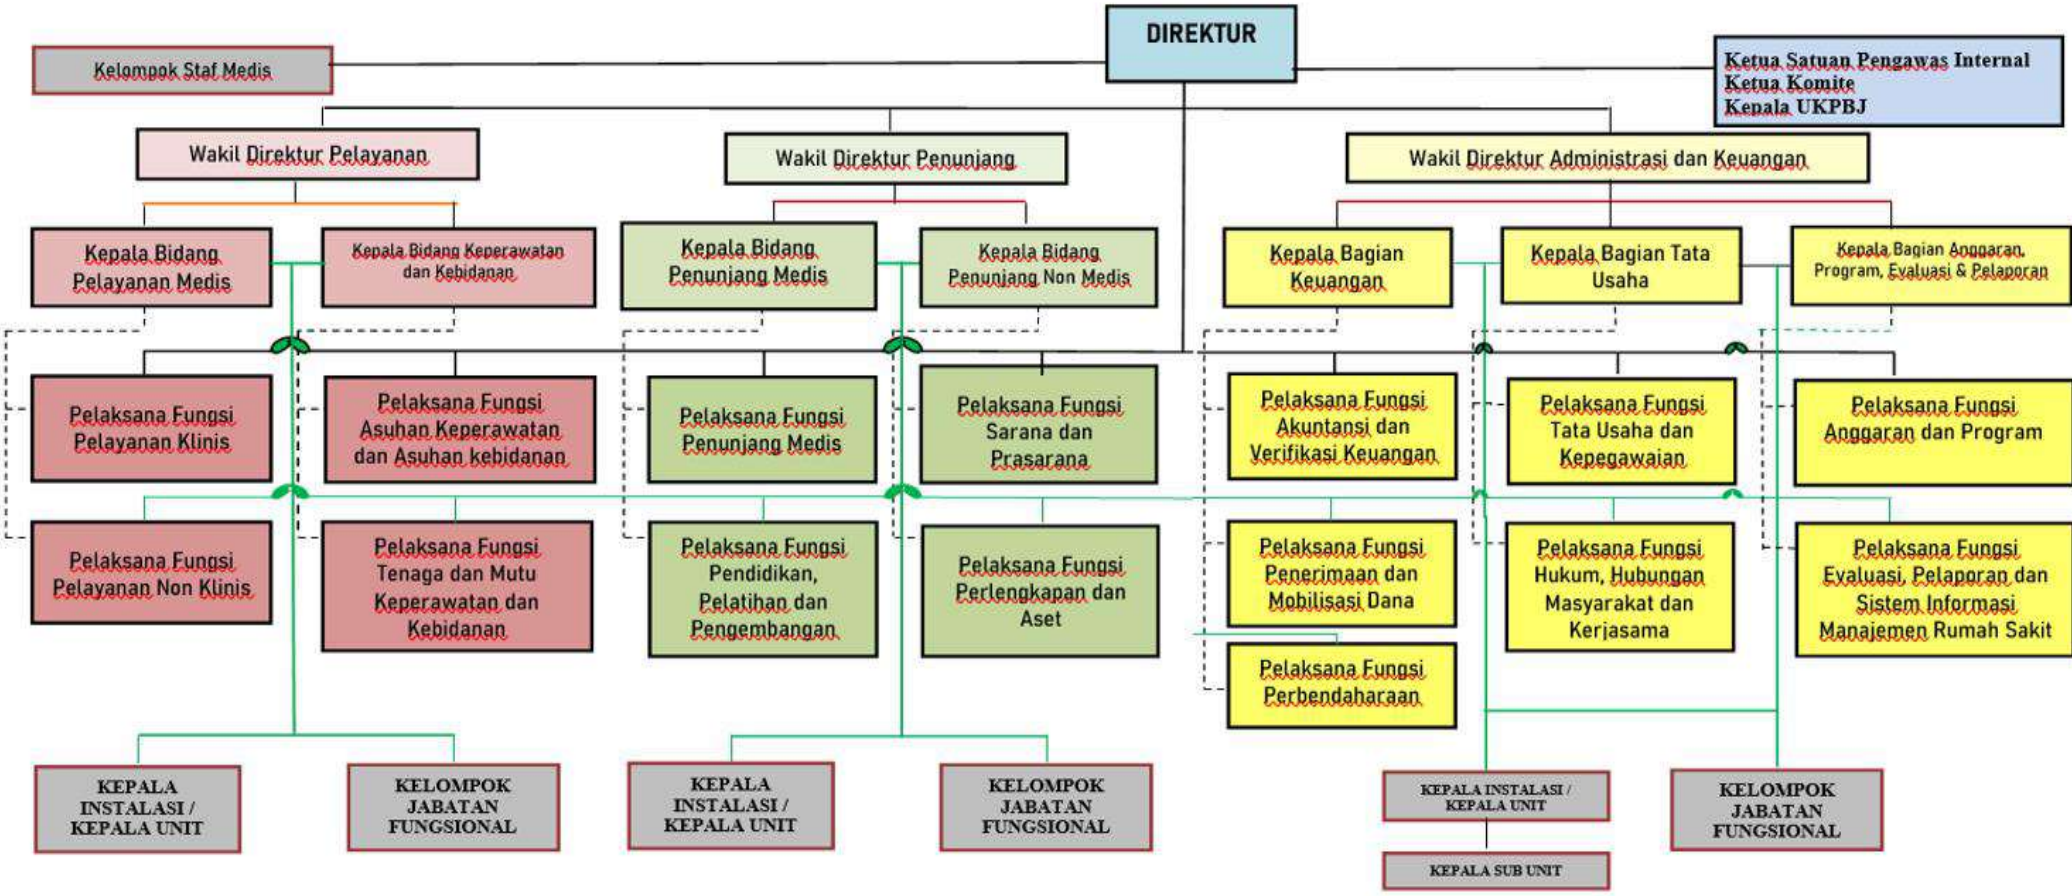 DIREKTUR
Kelompok Staf Medis
Ketua Satuan Pengawas Internal
Ketua Komite
Kepala UKPBJ
Wakil Direktur Pelayanan
Wakil Direktur Penunjang
Wakil Direktur Administrasi dan Keuangan
Kepala Bidang
Pelayanan Medis
Kepala Bidang Keperawatan
dan Kebidanan
Kepala Bidang
Penunjang Medis
Kepala Bidang
Penunjang Non Medis
Kepala Bagian
Keuangan
Kepala Bagian Tata
Usaha
Kepala Bagian Anggaran,
Program, Evaluasi & Pelaporan
Pelaksana Fungsi
Pelayanan Klinis
Pelaksana Fungsi
Asuhan Keperawatan
dan Asuhan kebidanan
Pelaksana Fungsi
Penunjang Medis
Pelaksana Fungsi
Sarana dan
Prasarana
Pelaksana Fungsi
Akuntansi dan
Verifikasi Keuangan
Pelaksana Fungsi
Tata Usaha dan
Kepegawaian
Pelaksana Fungsi
Anggaran dan Program
Pelaksana Fungsi
Pelayanan Non Klinis
Pelaksana Fungsi
Tenaga dan Mutu
Keperawatan dan
Kebidanan
Pelaksana Fungsi
Pendidikan,
Pelatihan dan
Pengembangan
Pelaksana Fungsi
Perlengkapan dan
Aset
Pelaksana Fungsi
Penerimaan dan
Mobilisasi Dana
Pelaksana Fungsi
Hukum, Hubungan
Masyarakat dan
Kerjasama
Pelaksana Fungsi
Evaluasi, Pelaporan dan
Sistem Informasi
Manajemen Rumah Sakit
Pelaksana Fungsi
Perbendaharaan
KEPALA
INSTALASI /
KEPALA UNIT
KELOMPOK
JABATAN
FUNGSIONAL
KEPALA
INSTALASI /
KEPALA UNIT
KELOMPOK
JABATAN
FUNGSIONAL
KEPALA INSTALASI /
KEPALA UNIT
KELOMPOK
JABATAN
FUNGSIONAL
KEPALA SUB UNIT